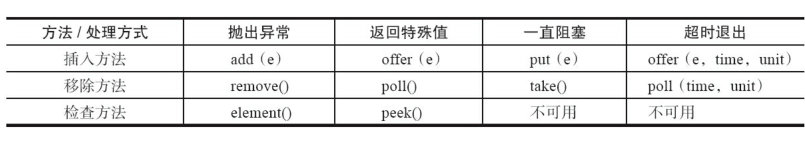 方法 / 处理方式 抛出异常 返回特殊值 一直阻塞 超时退出
插入方法 add（e） offer（e） put（e） offer（e，time，unit）
移除方法 remove() poll() take() poll（time，unit）
检查方法 element() peek() 不可用 不可用